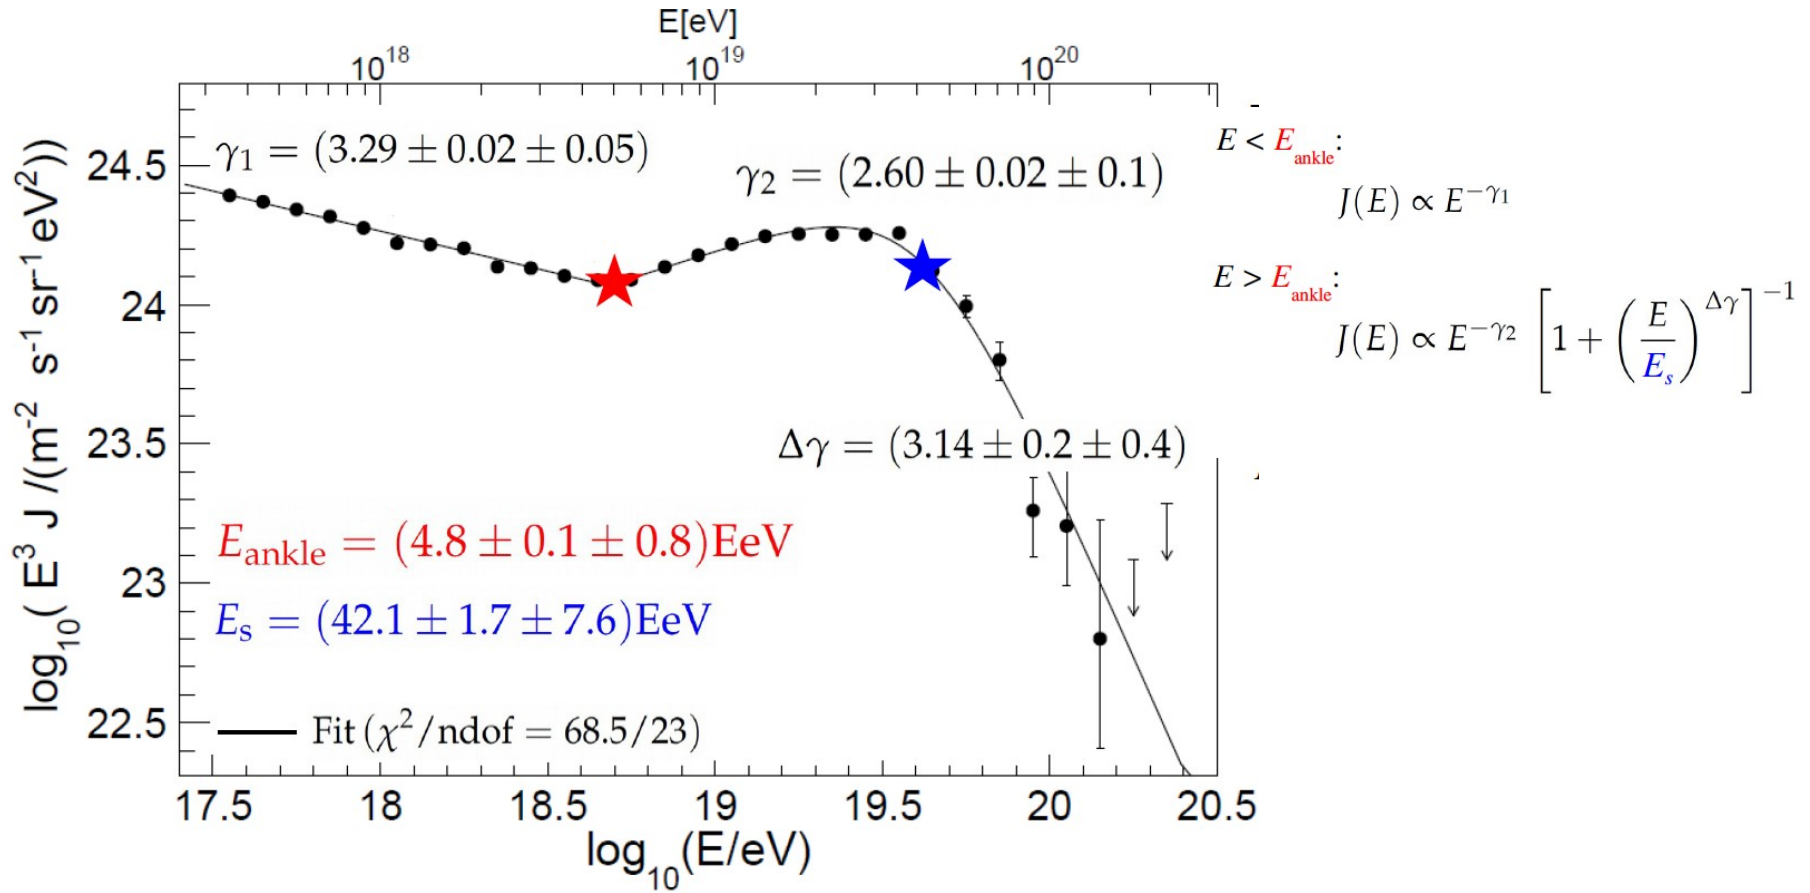 E[eV]
10^18 10^19 10^20
γ1 = (3.29 ± 0.02 ± 0.05)
γ2 = (2.60 ± 0.02 ± 0.1)
E < E_ankle:
J(E) ∝ E^−γ1
E > E_ankle:
J(E) ∝ E^−γ2 [1 + (E/E_s)^Δγ]^−1
log10( E^3 J /(m^-2 s^-1 sr^-1 eV^2))
24.5
24
23.5
23
22.5
Δγ = (3.14 ± 0.2 ± 0.4)
E_ankle = (4.8 ± 0.1 ± 0.8)EeV
E_s = (42.1 ± 1.7 ± 7.6)EeV
Fit (χ^2/ndof = 68.5/23)
17.5 18 18.5 19 19.5 20 20.5
log10(E/eV)